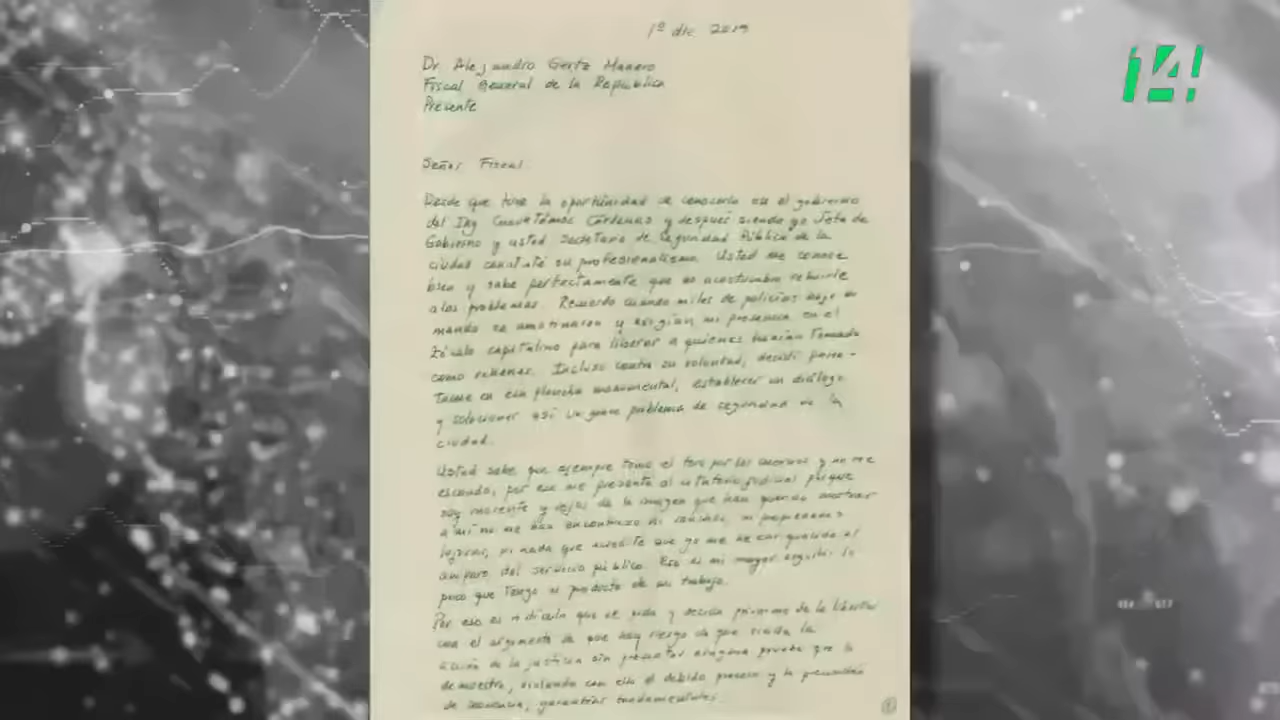 1º dic 2019
14!
Dr. Alejandro Gertz Manero
Fiscal General de la República
Presente
Señor Fiscal
Desde que tuve la oportunidad de conocerlo en el gobierno
del Ing Cuauhtémoc Cárdenas y después siendo yo Jefa de
Gobierno y usted Secretario de Seguridad Pública de la
ciudad constaté su profesionalismo. Usted me conoce
bien y sabe perfectamente que no acostumbro rehuirle
a los problemas. Recuerdo cuando miles de policías bajo su
mando se amotinaron y exigían mi presencia en el
Zócalo capitalino para liberar a quienes habían tomado
como rehenes. Incluso contra su voluntad, decidí presen-
tarme en esa plancha monumental, establecer un diálogo
y solucionar así un grave problema de seguridad de la
ciudad.
Usted sabe que siempre tomo el toro por los cuernos y no me
escondo, por eso me presenté al citatorio judicial porque
soy inocente y lejos de la imagen que han querido mostrar
a mí no me han encontrado ni ranchos, ni propiedades
lujosas, ni nada que acredite que yo me he enriquecido al
amparo del servicio público. Ese es mi mayor orgullo: lo
poco que tengo es producto de mi trabajo.
Por eso es ridículo que se pida y decida privarme de la libertad
con el argumento de que hay riesgo de que evada la
acción de la justicia sin presentar ninguna prueba que lo
demuestre, violando con ello el debido proceso y la presunción
de inocencia, garantías fundamentales.